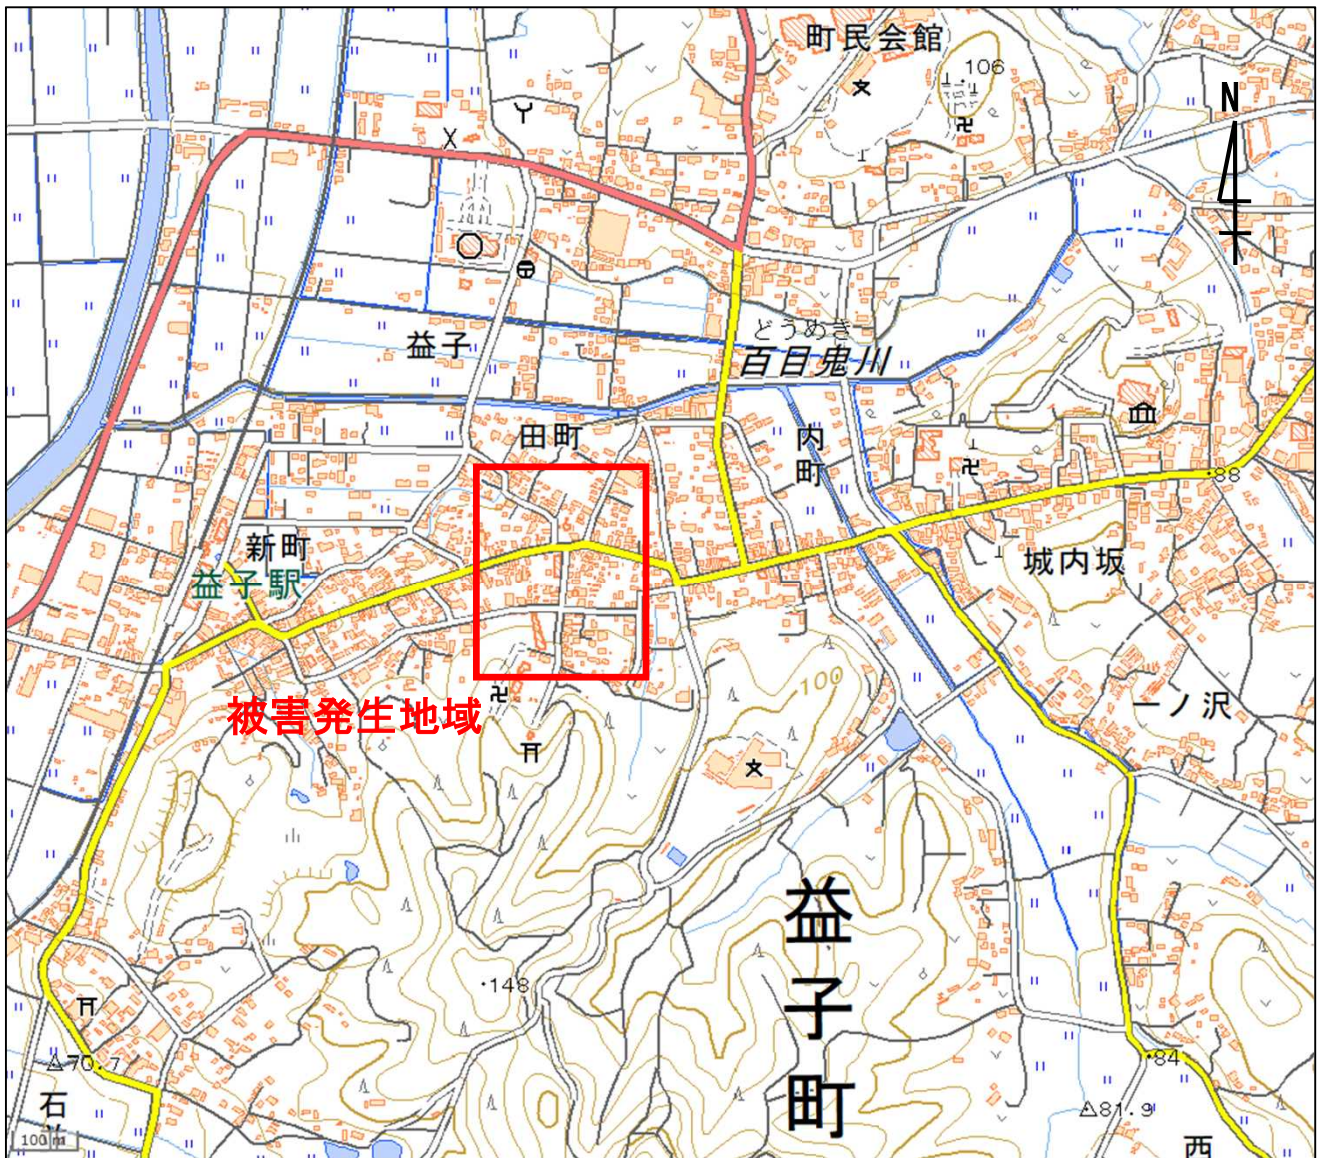 町民会館
106
N
どうめき
百目鬼川
益子
田町
内町
88
新町
益子駅
城内坂
100
一ノ沢
被害発生地域
益子町
148
70.7
84
81.9
石
西
100 m